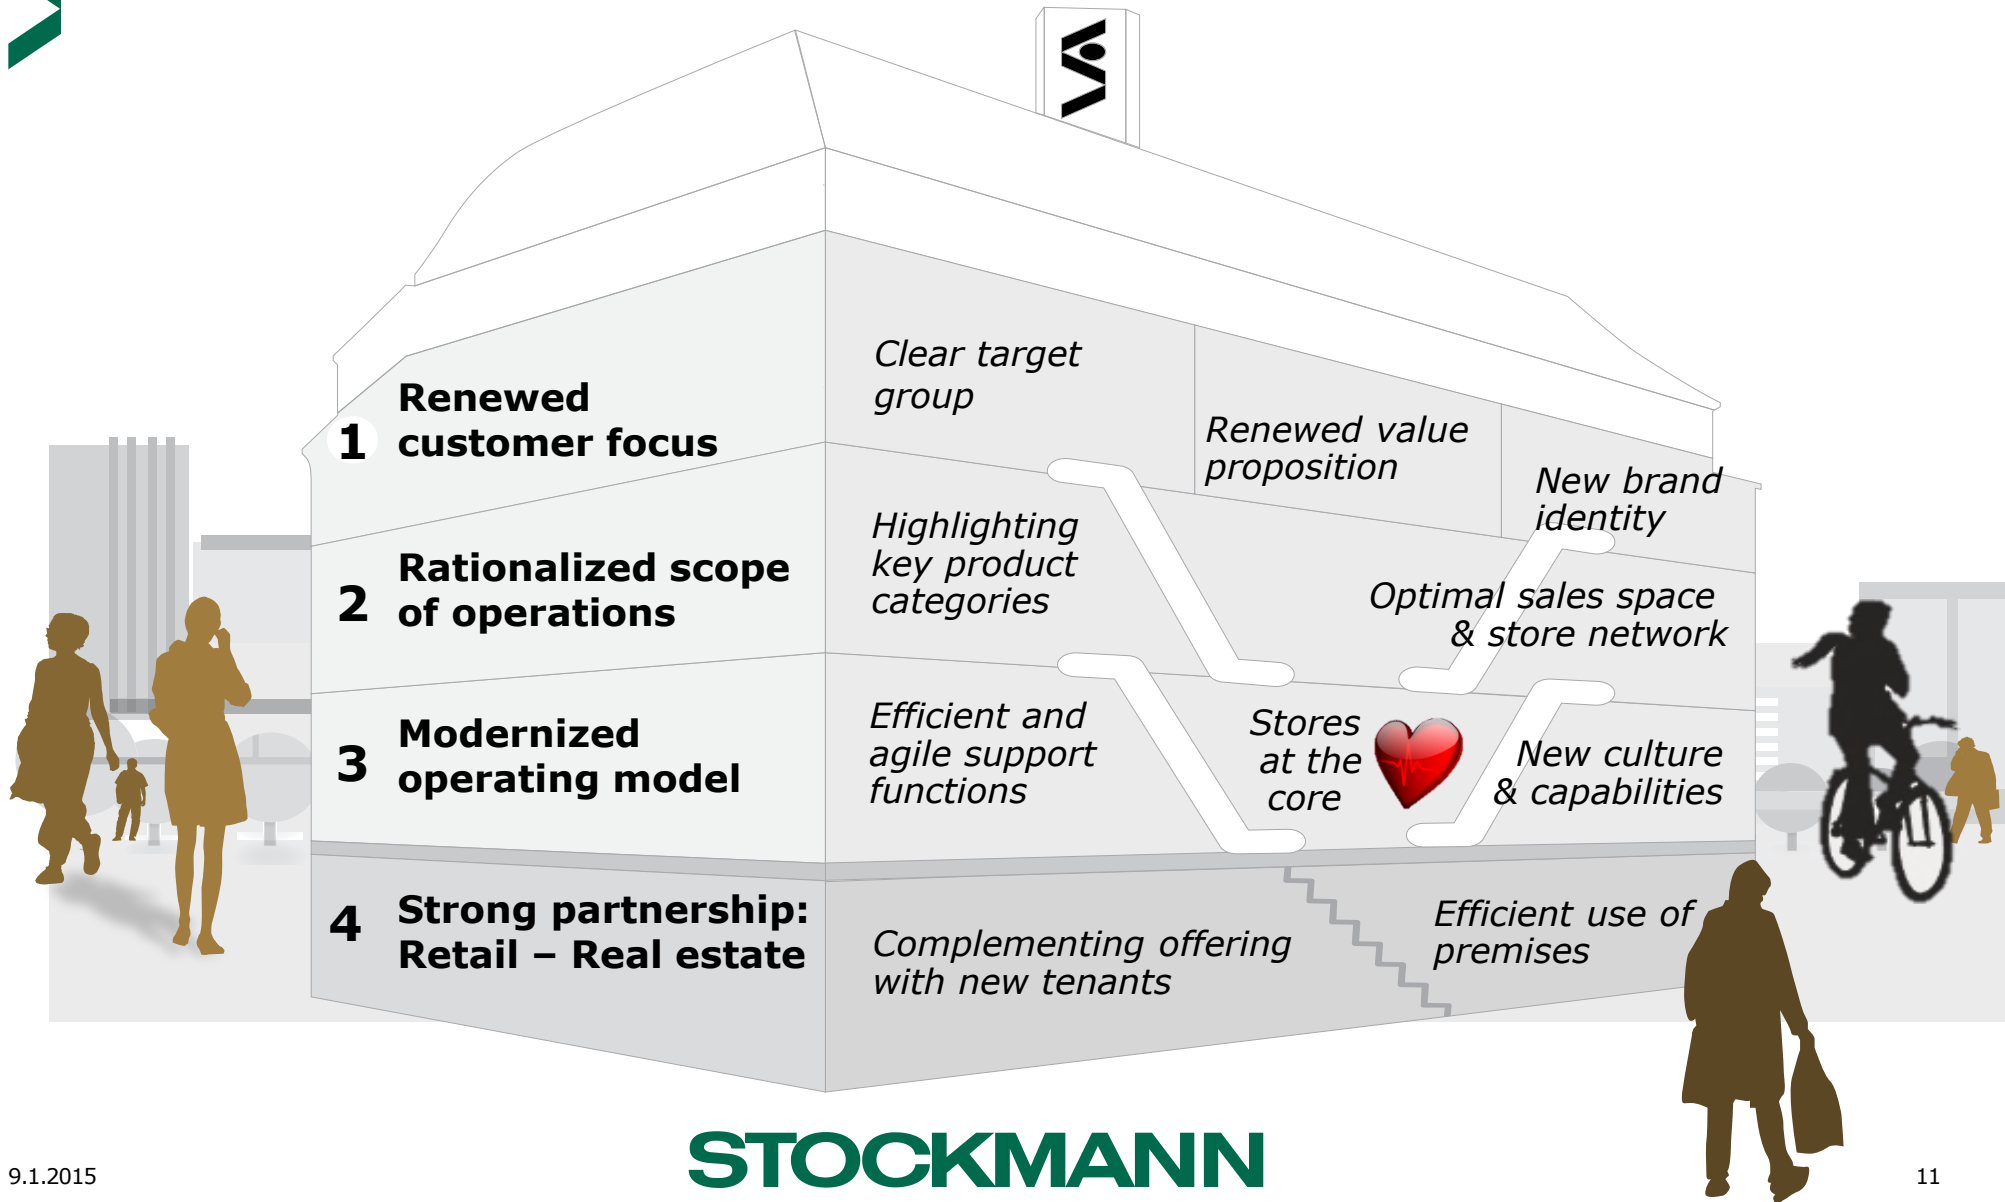 1
Renewed
customer focus
Clear target
group
Renewed value
proposition
New brand
identity
2
Rationalized scope
of operations
Highlighting
key product
categories
Optimal sales space
& store network
3
Modernized
operating model
Efficient and
agile support
functions
Stores
at the
core
New culture
& capabilities
4
Strong partnership:
Retail – Real estate
Complementing offering
with new tenants
Efficient use of
premises
STOCKMANN
9.1.2015
11